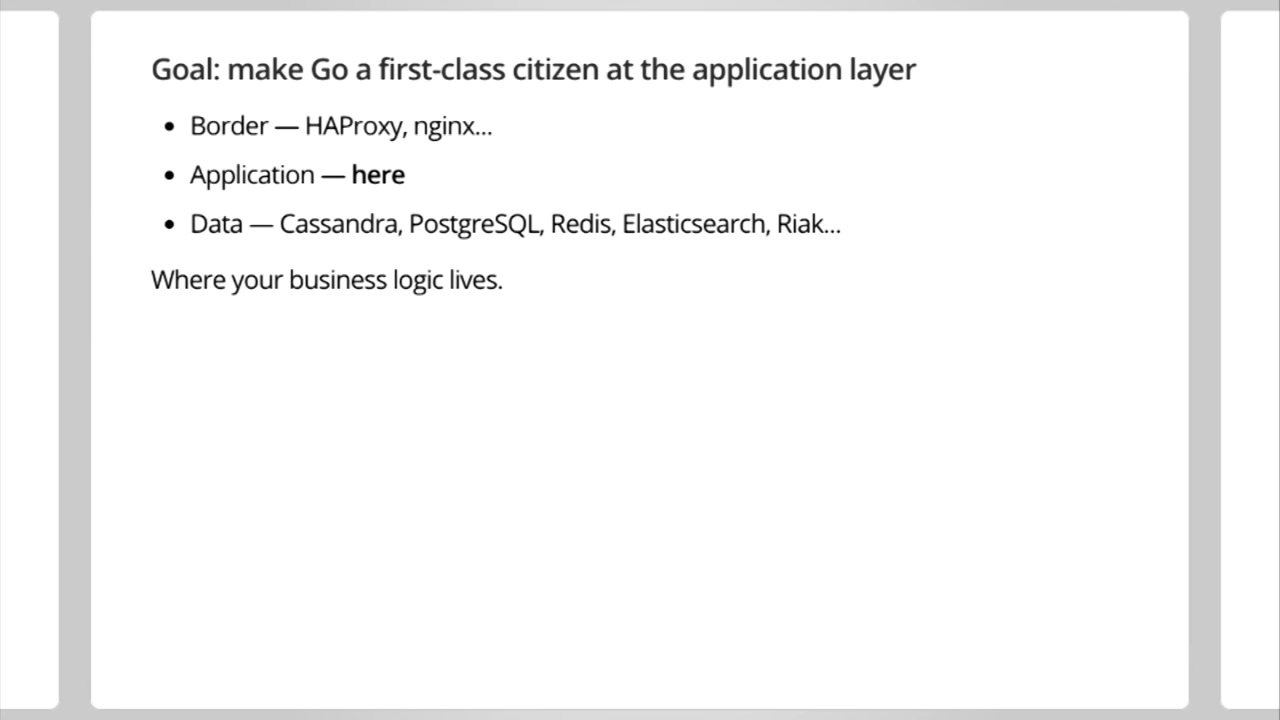 Goal: make Go a first-class citizen at the application layer
• Border — HAProxy, nginx...
• Application — here
• Data — Cassandra, PostgreSQL, Redis, Elasticsearch, Riak...
Where your business logic lives.